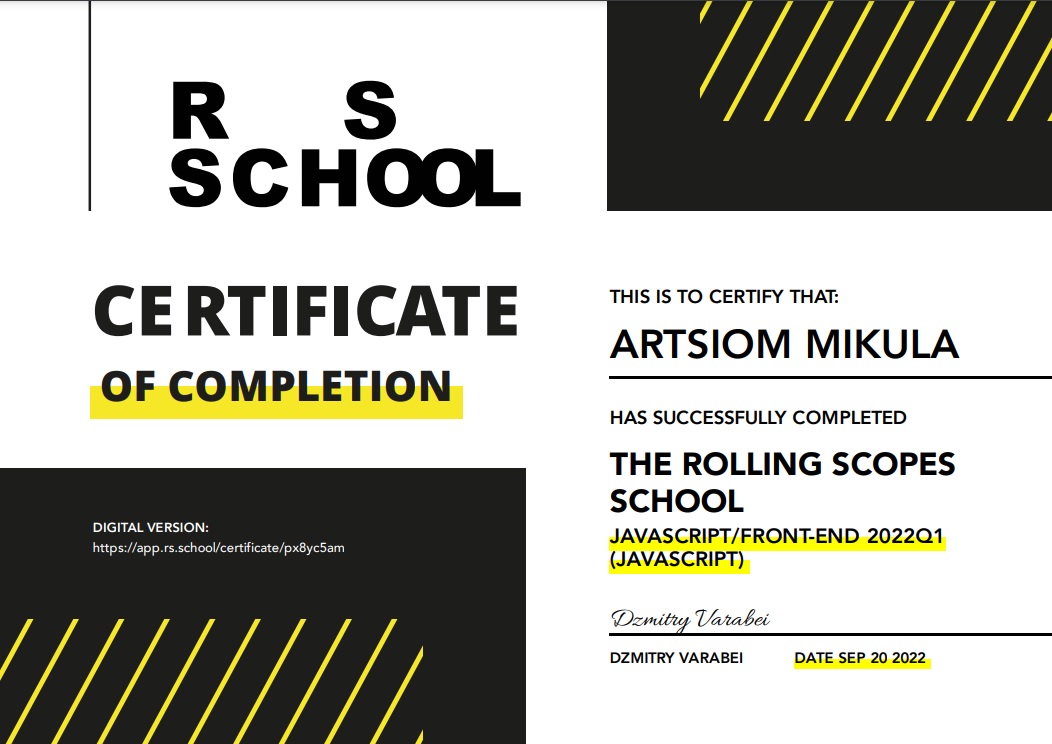 R S
SCHOOL
CERTIFICATE
OF COMPLETION
DIGITAL VERSION:
https://app.rs.school/certificate/px8yc5am
THIS IS TO CERTIFY THAT:
ARTSIOM MIKULA
HAS SUCCESSFULLY COMPLETED
THE ROLLING SCOPES
SCHOOL
JAVASCRIPT/FRONT-END 2022Q1
(JAVASCRIPT)
Dzmitry Varabei
DZMITRY VARABEI DATE SEP 20 2022